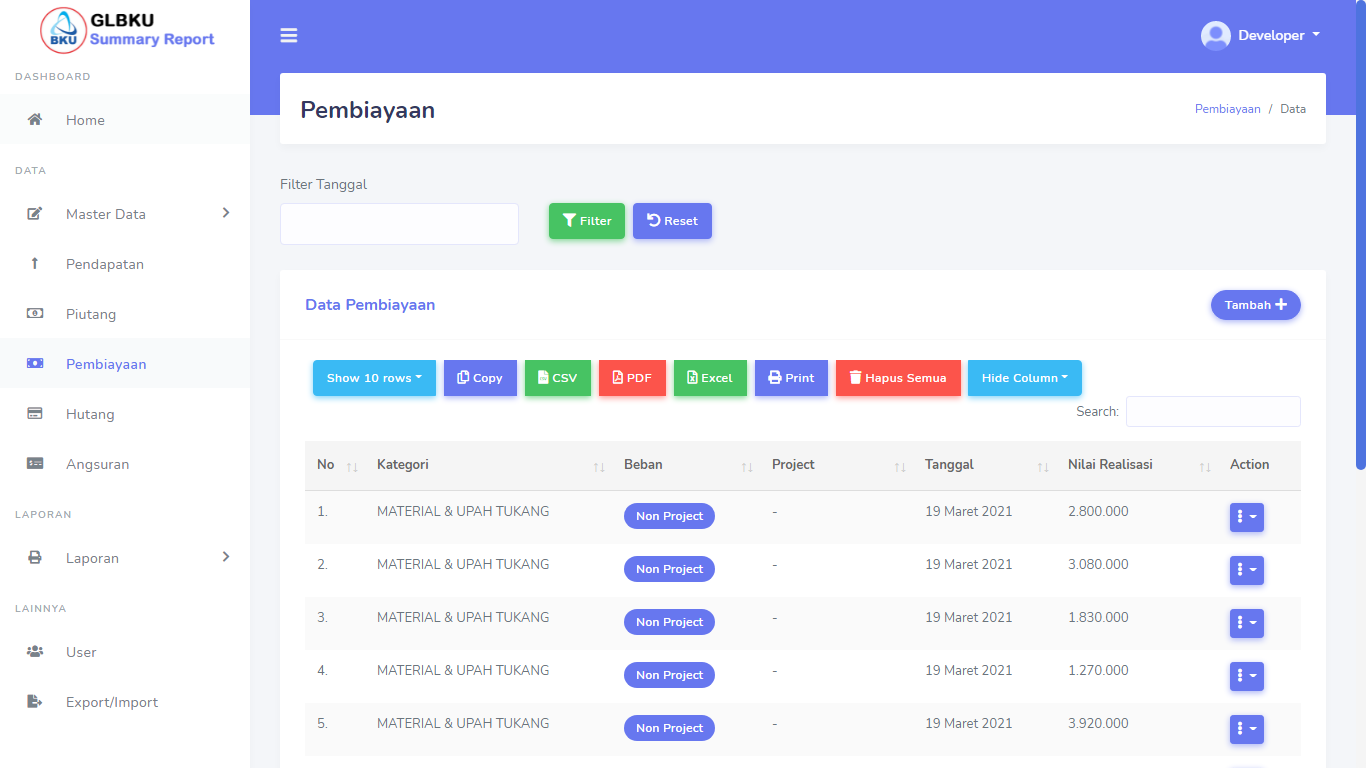 GLBKU
BKU Summary Report
Developer
DASHBOARD
Home
DATA
Master Data
Pendapatan
Piutang
Pembiayaan
Hutang
Angsuran
LAPORAN
Laporan
LAINNYA
User
Export/Import
Pembiayaan
Pembiayaan / Data
Filter Tanggal
Filter Reset
Data Pembiayaan
Tambah
Show 10 rows Copy CSV PDF Excel Print Hapus Semua Hide Column
Search:
No Kategori Beban Project Tanggal Nilai Realisasi Action
1. MATERIAL & UPAH TUKANG Non Project - 19 Maret 2021 2.800.000
2. MATERIAL & UPAH TUKANG Non Project - 19 Maret 2021 3.080.000
3. MATERIAL & UPAH TUKANG Non Project - 19 Maret 2021 1.830.000
4. MATERIAL & UPAH TUKANG Non Project - 19 Maret 2021 1.270.000
5. MATERIAL & UPAH TUKANG Non Project - 19 Maret 2021 3.920.000